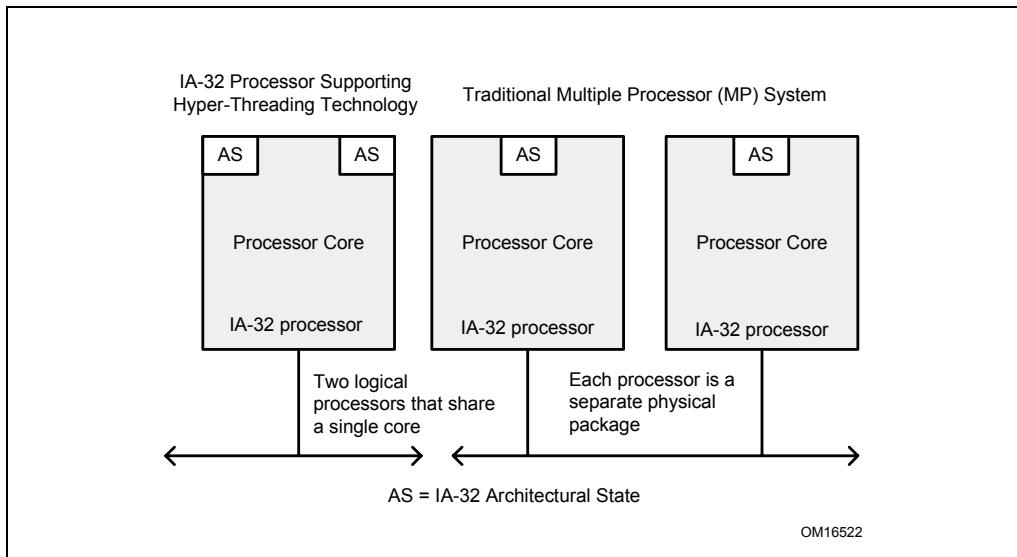 IA-32 Processor Supporting
Hyper-Threading Technology
Traditional Multiple Processor (MP) System
AS
AS
AS
AS
Processor Core
Processor Core
Processor Core
IA-32 processor
IA-32 processor
IA-32 processor
Two logical
processors that share
a single core
Each processor is a
separate physical
package
AS = IA-32 Architectural State
OM16522